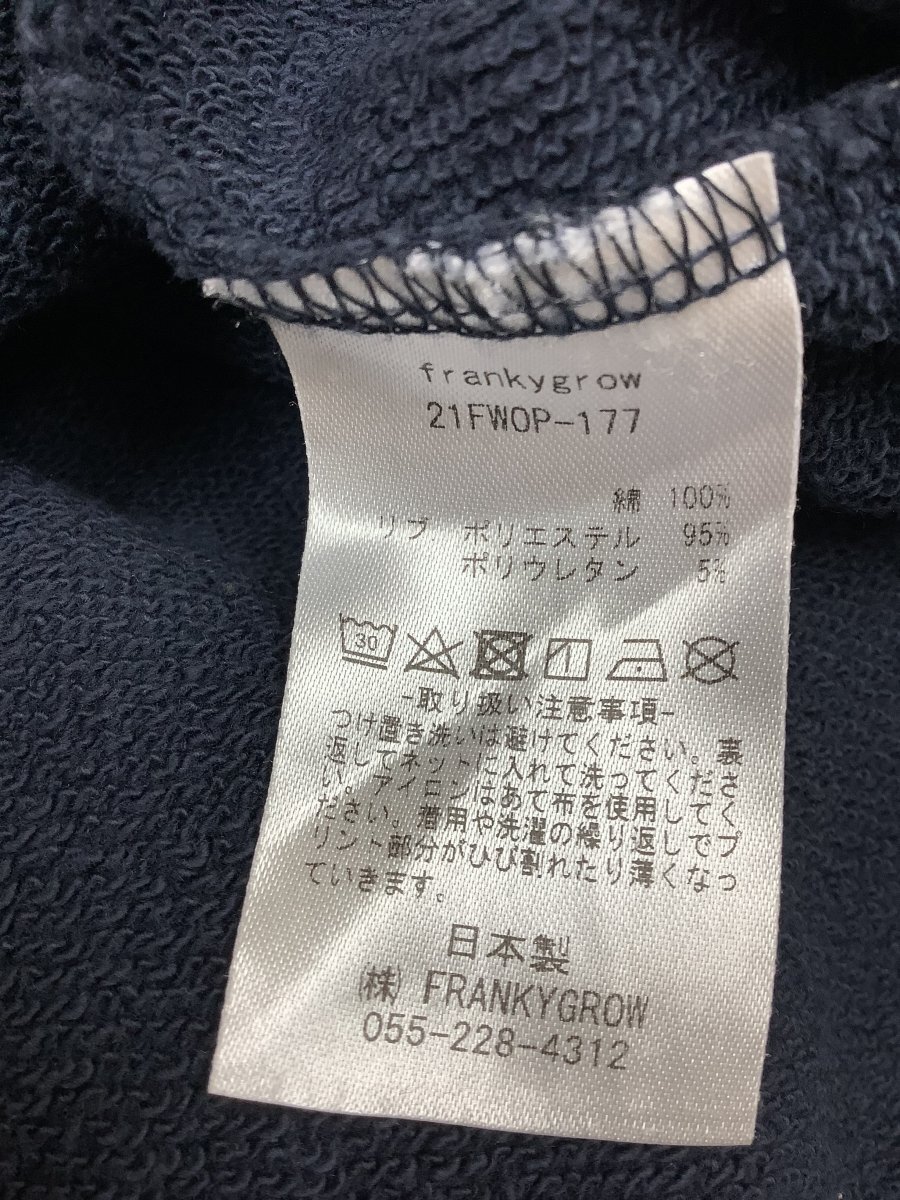 frankygrow
21FWOP-177
綿 100%
リブ ポリエステル 95%
ポリウレタン 5%
30
-取り扱い注意事項-
つけ置き洗いは避けてください。裏
返してネットに入れて洗ってくださ
い。アイロンはあて布を使用してく
ださい。着用や洗濯の繰り返しでプ
リント部分がひび割れたり薄くなっ
ていきます。
日本製
(株) FRANKYGROW
055-228-4312